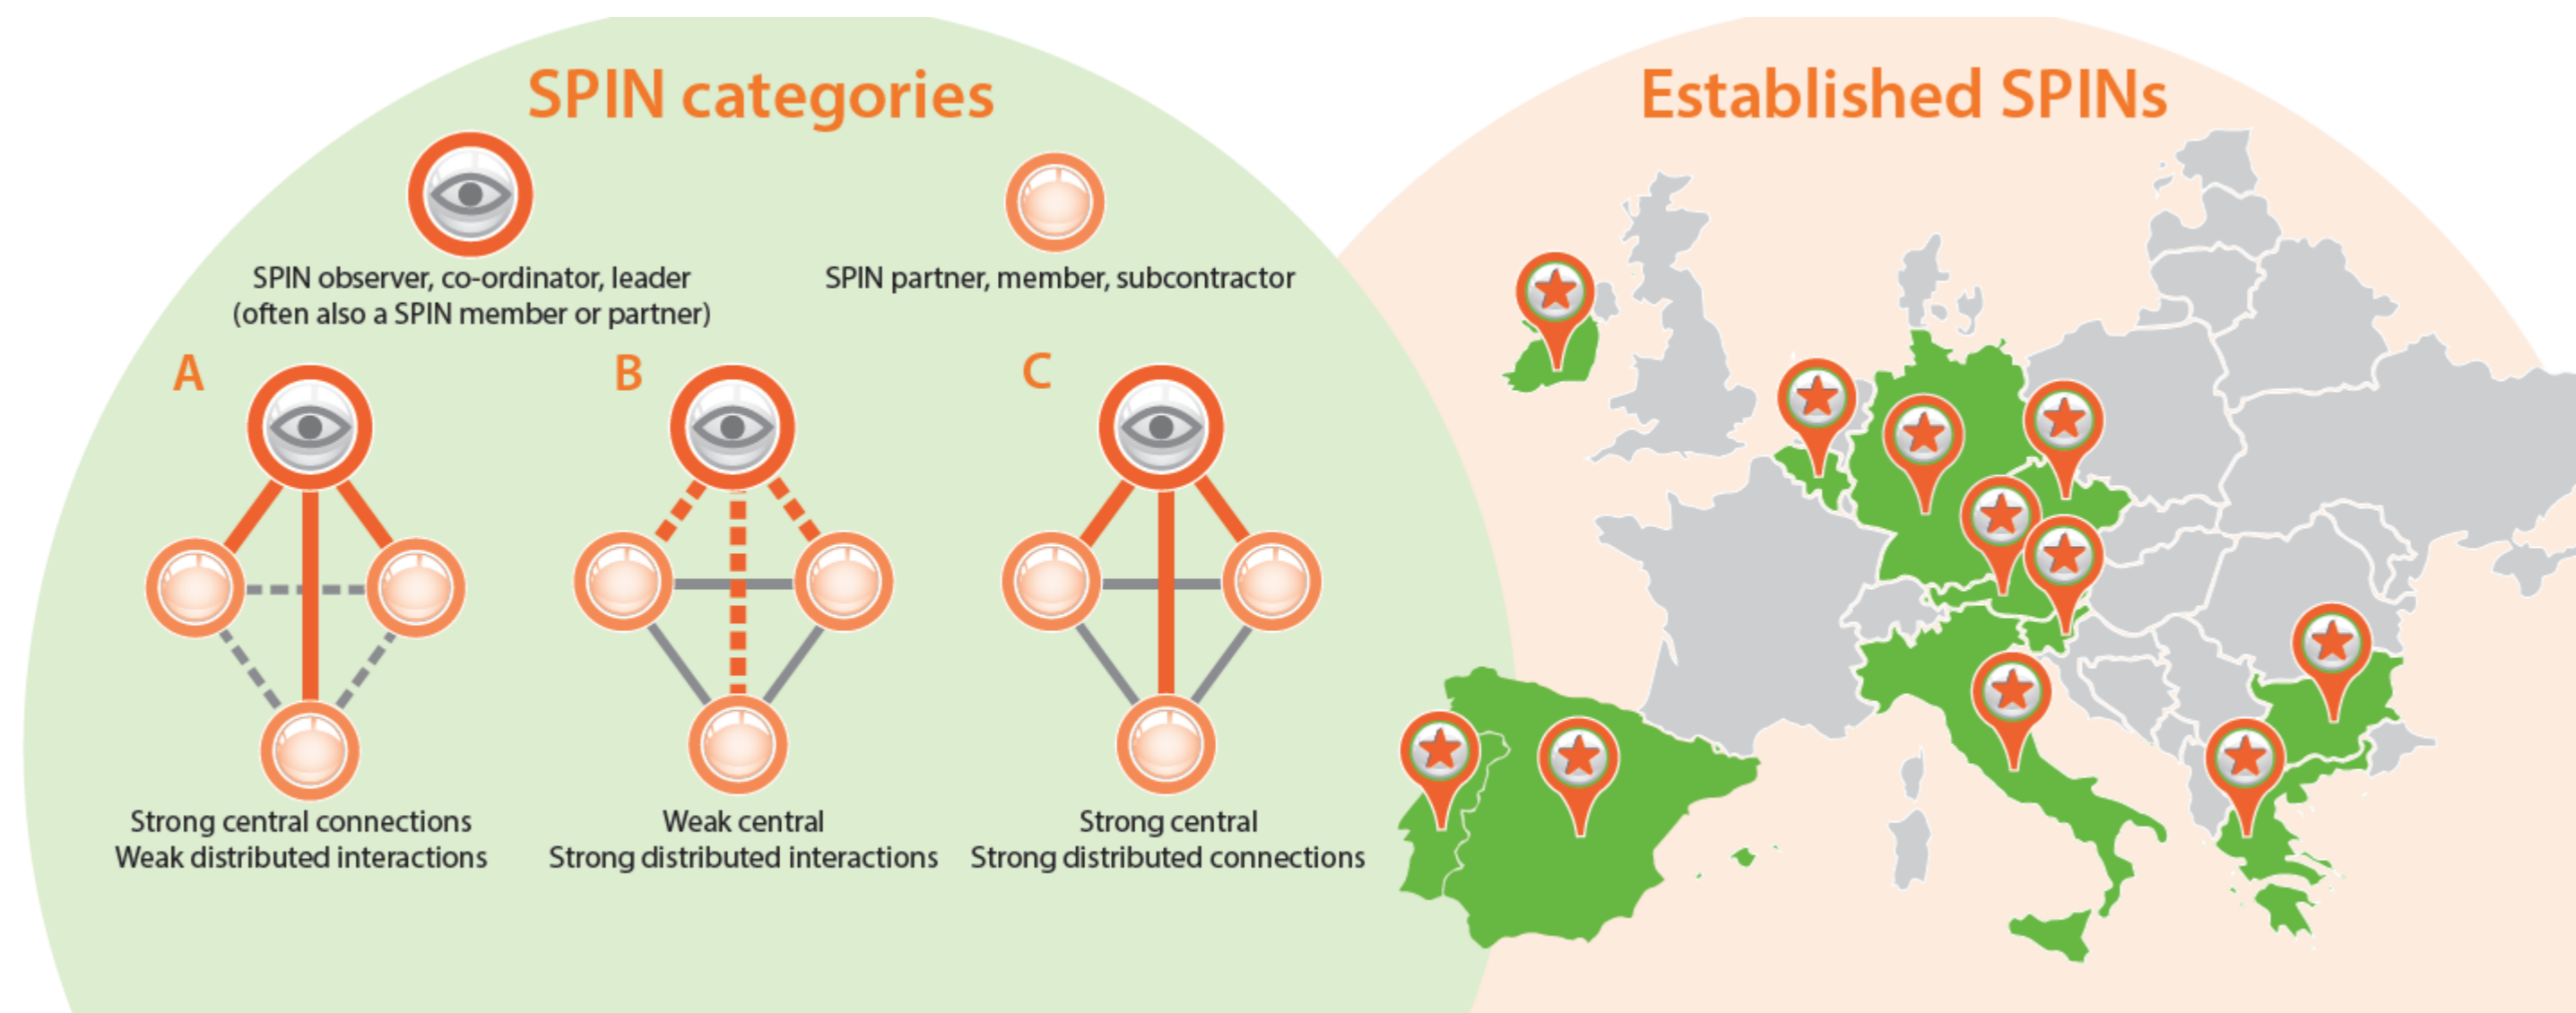 SPIN categories
SPIN observer, co-ordinator, leader
(often also a SPIN member or partner)
SPIN partner, member, subcontractor
A
B
C
Strong central connections
Weak distributed interactions
Weak central
Strong distributed interactions
Strong central
Strong distributed connections
Established SPINs